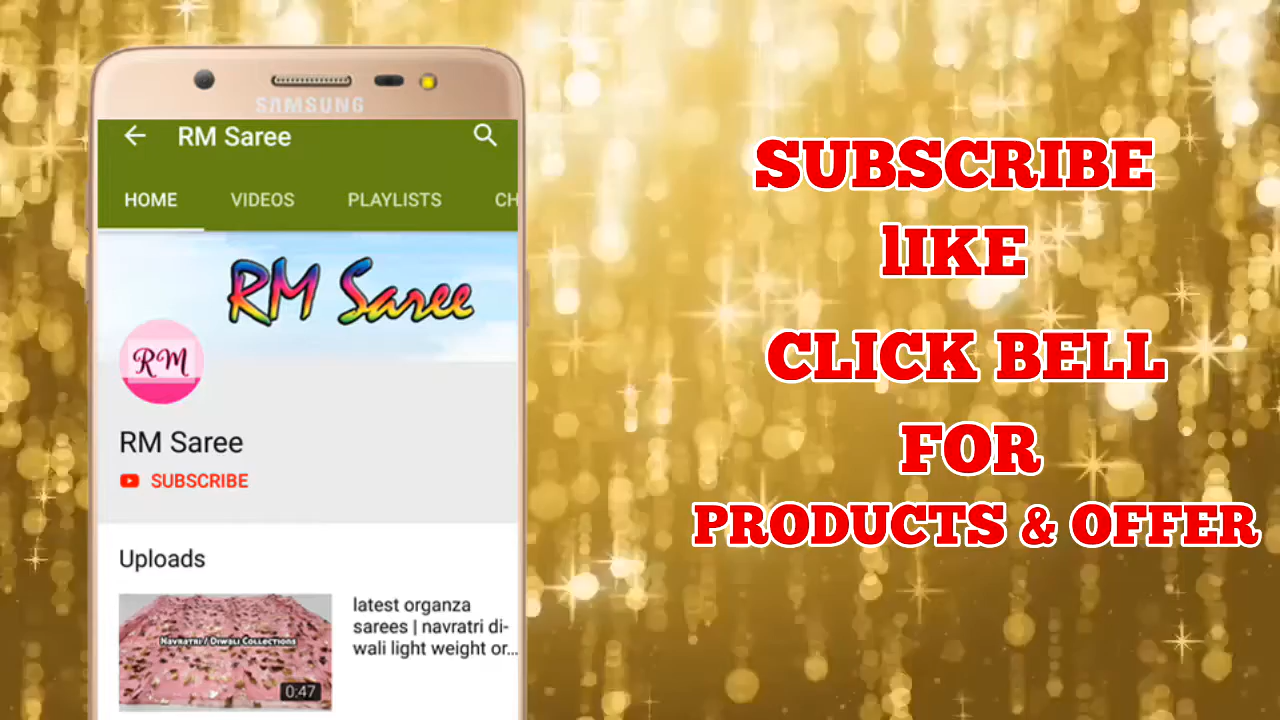 SAMSUNG
RM Saree
HOME VIDEOS PLAYLISTS CH
RM Saree
RM
RM Saree
SUBSCRIBE
Uploads
Navratri / Diwali Collections
0:47
latest organza
sarees | navratri di-
wali light weight or...
SUBSCRIBE
lIKE
CLICK BELL
FOR
PRODUCTS & OFFER